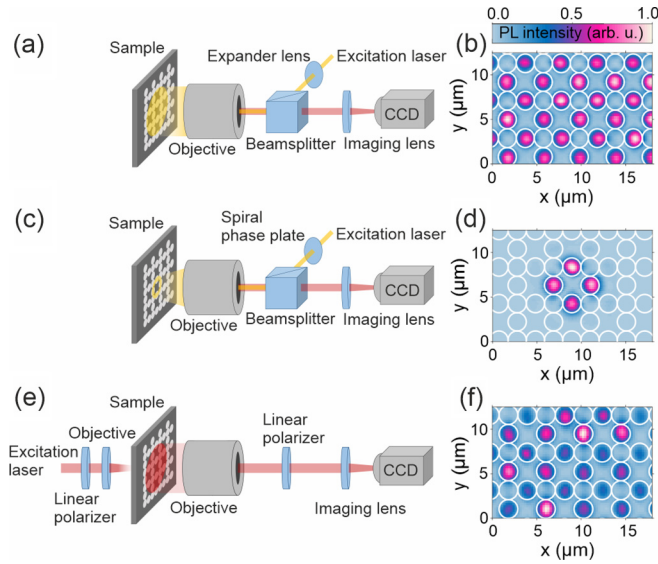 (a)
Sample
Expander lens
Excitation laser
CCD
Objective
Beamsplitter
Imaging lens
0.0 0.5 1.0
PL intensity (arb. u.)
(b)
y (µm)
10
5
0
0 5 10 15
x (µm)
(c)
Sample
Spiral
phase plate
Excitation laser
CCD
Objective
Beamsplitter
Imaging lens
(d)
y (µm)
10
5
0
0 5 10 15
x (µm)
(e)
Sample
Objective
Excitation
laser
Linear
polarizer
Linear
polarizer
CCD
Objective
Imaging lens
(f)
y (µm)
10
5
0
0 5 10 15
x (µm)